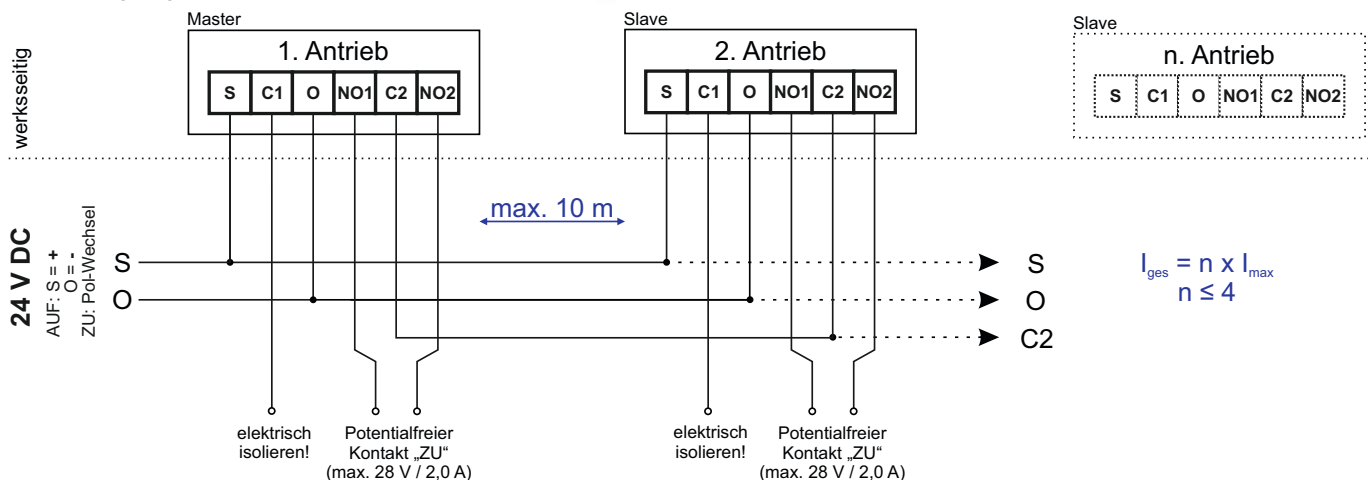 Master
1. Antrieb
S C1 O NO1 C2 NO2
Slave
2. Antrieb
S C1 O NO1 C2 NO2
Slave
n. Antrieb
S C1 O NO1 C2 NO2
werksseitig
24 V DC
AUF: S = +
O = -
ZU: Pol-Wechsel
S
O
max. 10 m
S
O
C2
Iges = n x Imax
n ≤ 4
elektrisch
isolieren!
Potentialfreier
Kontakt „ZU“
(max. 28 V / 2,0 A)
elektrisch
isolieren!
Potentialfreier
Kontakt „ZU“
(max. 28 V / 2,0 A)